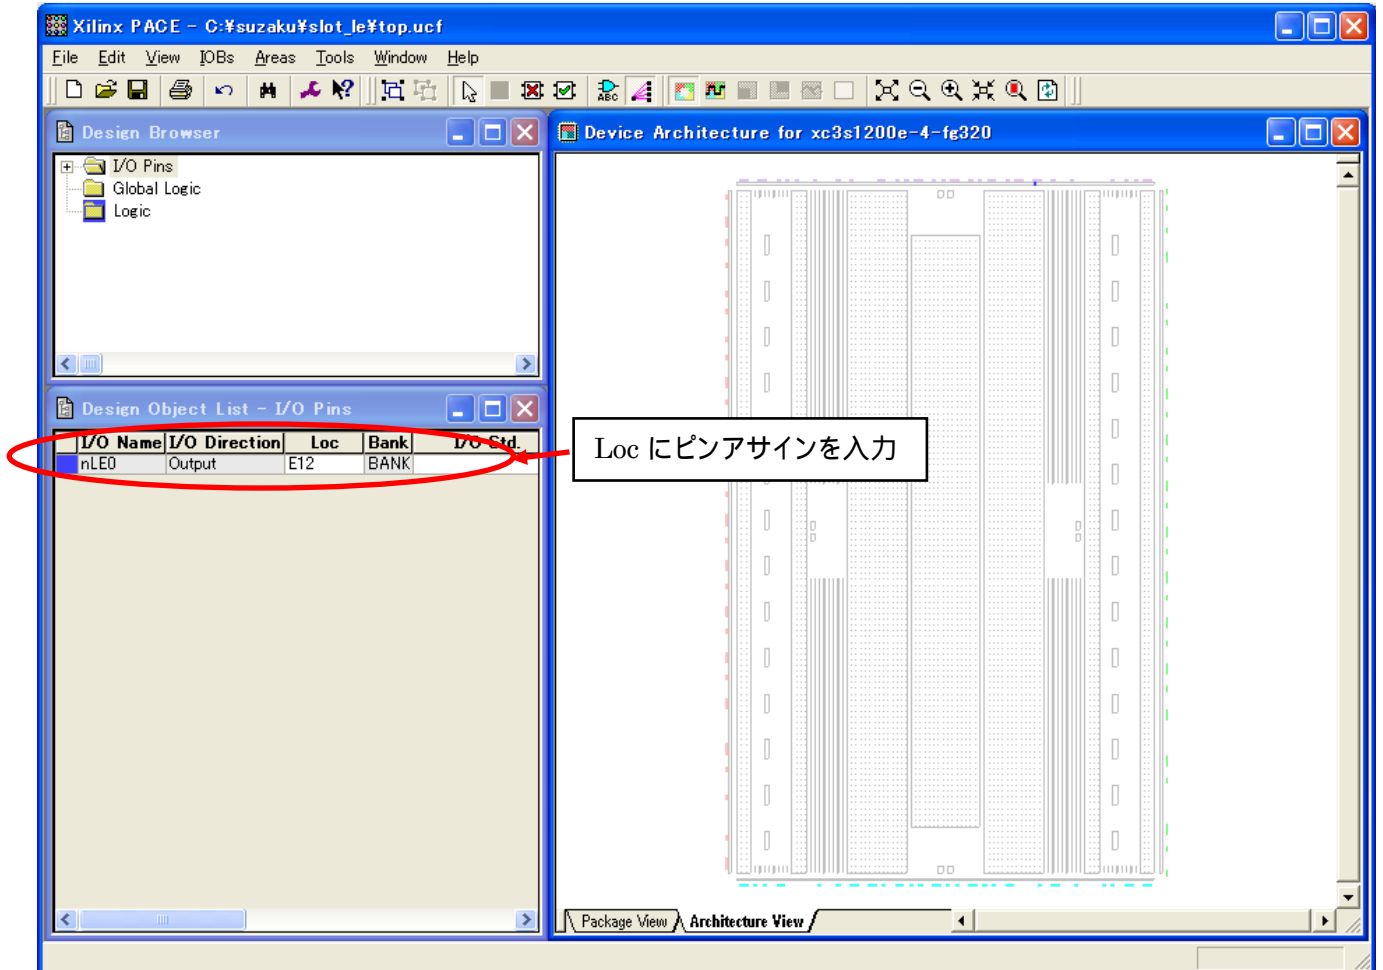 Xilinx PACE - C:¥suzaku¥slot_le¥top.ucf
File Edit View IOBs Areas Tools Window Help
ABC
Design Browser
I/O Pins
Global Logic
Logic
Device Architecture for xc3s1200e-4-fg320
Design Object List - I/O Pins
I/O Name I/O Direction Loc Bank I/O Std.
nLE0 Output E12 BANK
Loc にピンアサインを入力
Package View Architecture View